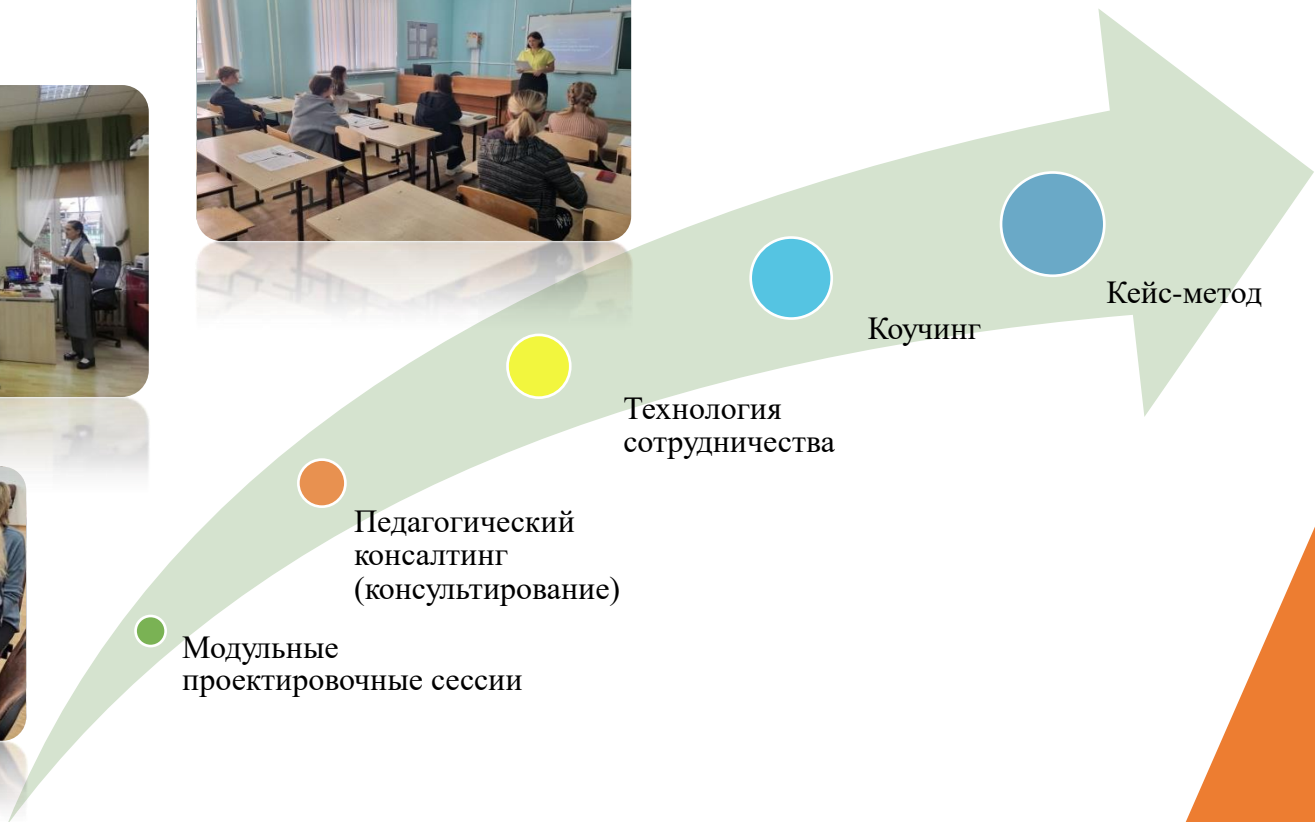 Кейс-метод
Коучинг
Технология
сотрудничества
Педагогический
консалтинг
(консультирование)
Модульные
проектировочные сессии